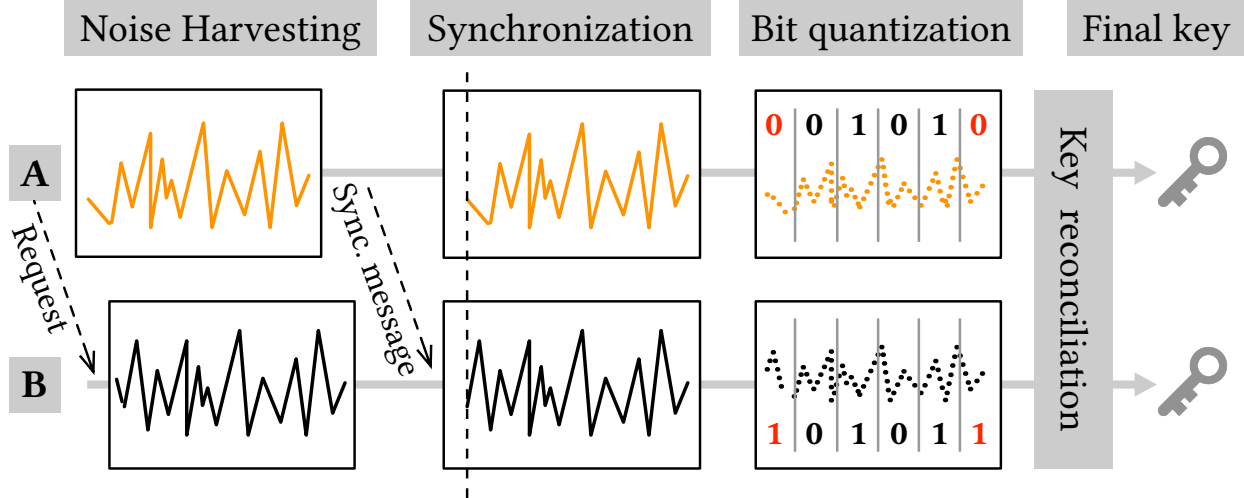 Noise Harvesting
Synchronization
Bit quantization
Final key
A
Request
B
Sync. message
0 0 1 0 1 0
1 0 1 0 1 1
Key reconciliation